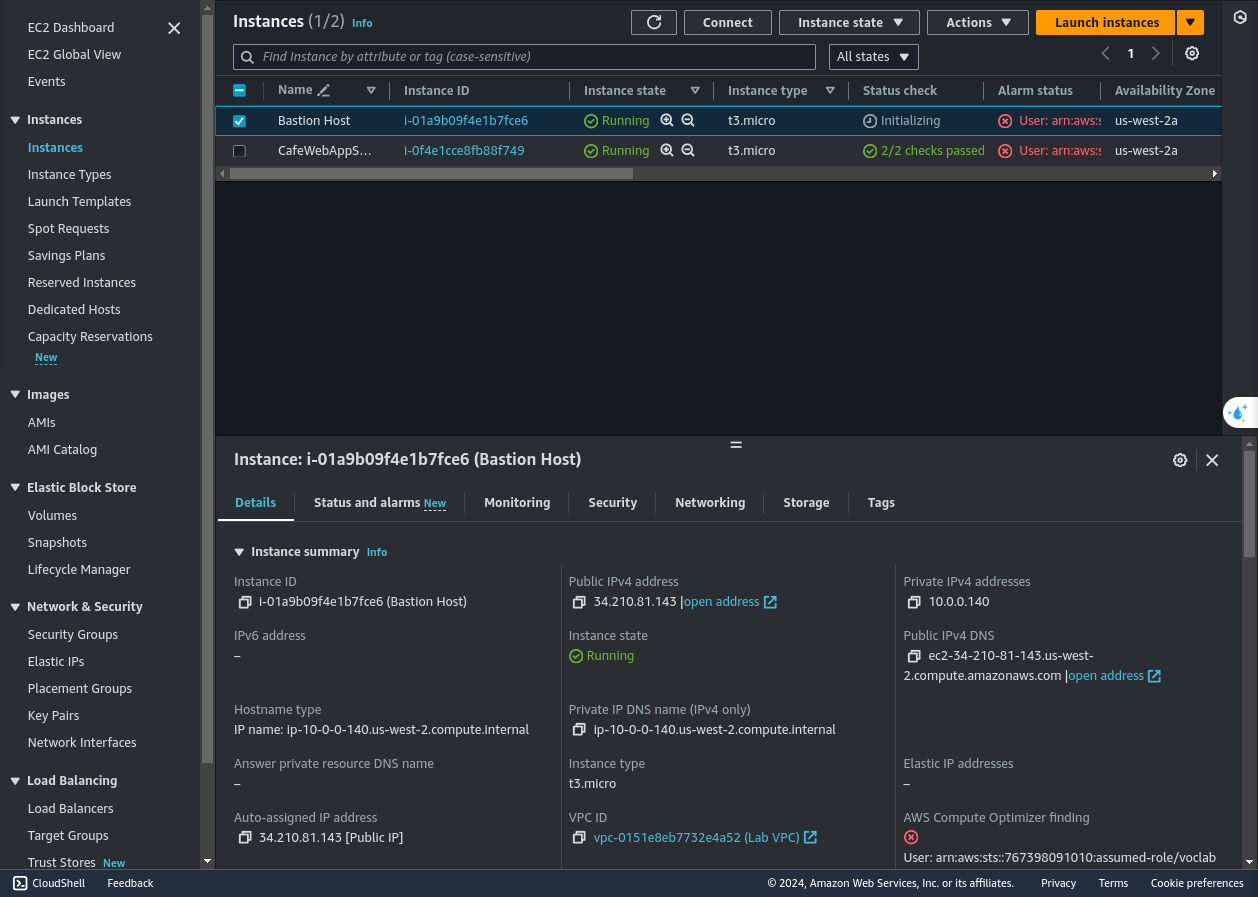 EC2 Dashboard
EC2 Global View
Events
Instances
Instances
Instance Types
Launch Templates
Spot Requests
Savings Plans
Reserved Instances
Dedicated Hosts
Capacity Reservations
New
Images
AMIs
AMI Catalog
Elastic Block Store
Volumes
Snapshots
Lifecycle Manager
Network & Security
Security Groups
Elastic IPs
Placement Groups
Key Pairs
Network Interfaces
Load Balancing
Load Balancers
Target Groups
Trust Stores New
Instances (1/2) Info
Connect
Instance state
Actions
Launch instances
Find Instance by attribute or tag (case-sensitive)
All states
1
Name Instance ID Instance state Instance type Status check Alarm status Availability Zone
Bastion Host i-01a9b09f4e1b7fce6 Running t3.micro Initializing User: arn:aws:s us-west-2a
CafeWebAppS... i-0f4e1cce8fb88f749 Running t3.micro 2/2 checks passed User: arn:aws:s us-west-2a
Instance: i-01a9b09f4e1b7fce6 (Bastion Host)
Details Status and alarms New Monitoring Security Networking Storage Tags
Instance summary Info
Instance ID
i-01a9b09f4e1b7fce6 (Bastion Host)
Public IPv4 address
34.210.81.143 |open address
Private IPv4 addresses
10.0.0.140
IPv6 address
–
Instance state
Running
Public IPv4 DNS
ec2-34-210-81-143.us-west-
2.compute.amazonaws.com |open address
Hostname type
IP name: ip-10-0-0-140.us-west-2.compute.internal
Private IP DNS name (IPv4 only)
ip-10-0-0-140.us-west-2.compute.internal
Answer private resource DNS name
–
Instance type
t3.micro
Elastic IP addresses
–
Auto-assigned IP address
34.210.81.143 [Public IP]
VPC ID
vpc-0151e8eb7732e4a52 (Lab VPC)
AWS Compute Optimizer finding
User: arn:aws:sts::767398091010:assumed-role/voclab
CloudShell Feedback
© 2024, Amazon Web Services, Inc. or its affiliates. Privacy Terms Cookie preferences